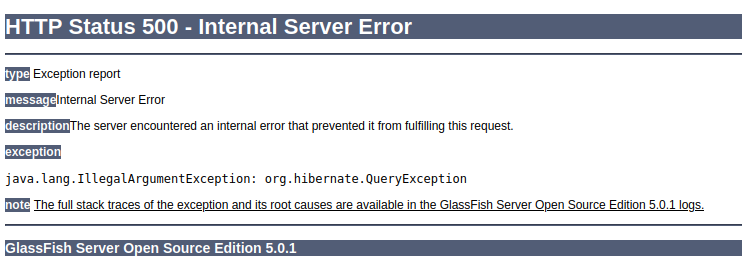 HTTP Status 500 - Internal Server Error
type Exception report
messageInternal Server Error
descriptionThe server encountered an internal error that prevented it from fulfilling this request.
exception
java.lang.IllegalArgumentException: org.hibernate.QueryException
note The full stack traces of the exception and its root causes are available in the GlassFish Server Open Source Edition 5.0.1 logs.
GlassFish Server Open Source Edition 5.0.1